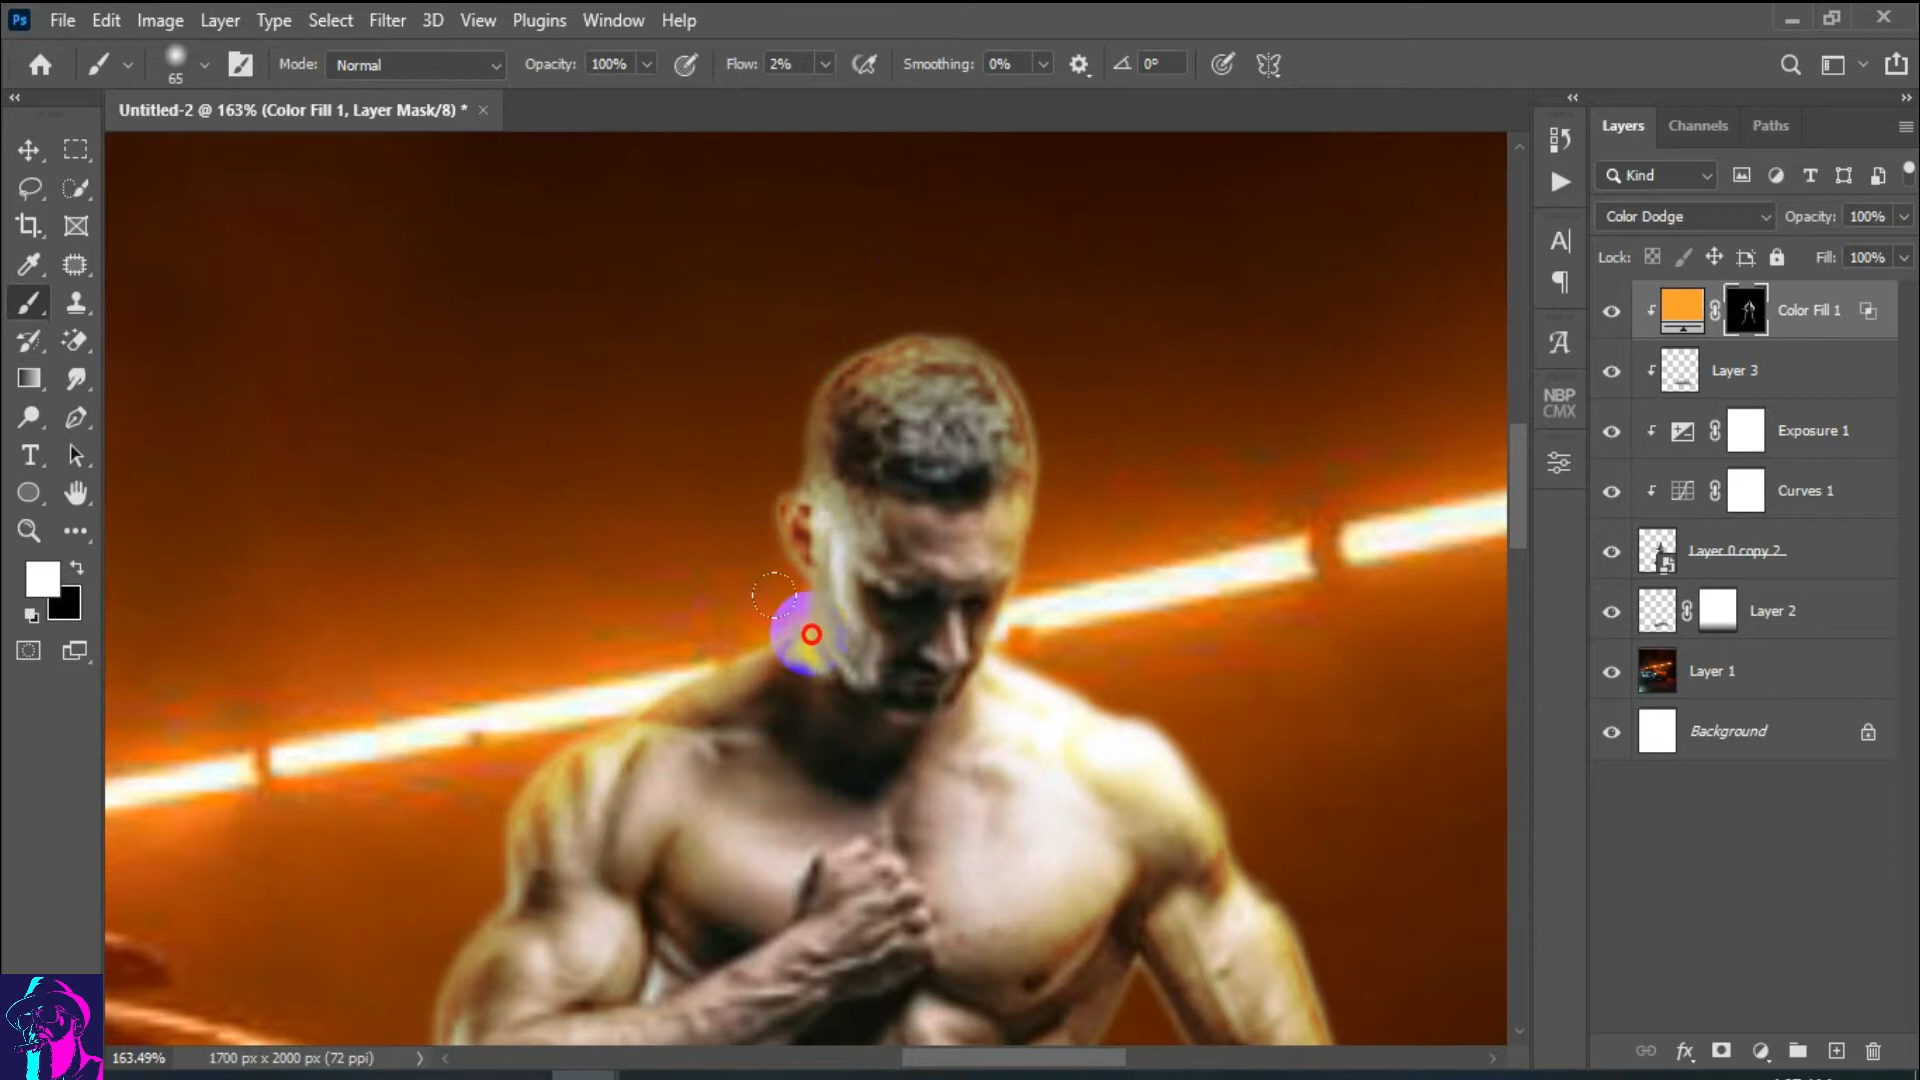 Ps File Edit Image Layer Type Select Filter 3D View Plugins Window Help
65 Mode: Normal Opacity: 100% Flow: 2% Smoothing: 0% 0°
Untitled-2 @ 163% (Color Fill 1, Layer Mask/8) * ×
Layers Channels Paths
Kind
Color Dodge Opacity: 100%
Lock: Fill: 100%
Color Fill 1
Layer 3
NBP
CMX
Exposure 1
Curves 1
Layer 0 copy 2
Layer 2
Layer 1
Background
163.49% 1700 px x 2000 px (72 ppi)